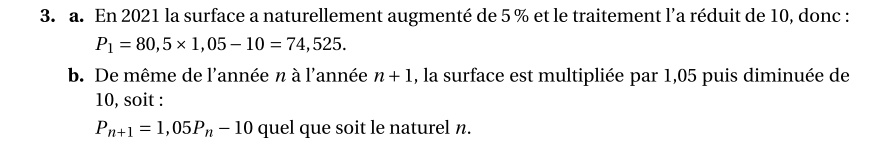 3. a. En 2021 la surface a naturellement augmenté de 5 % et le traitement l'a réduit de 10, donc :
P₁ = 80,5 × 1,05 − 10 = 74,525.
b. De même de l'année n à l'année n + 1, la surface est multipliée par 1,05 puis diminuée de
10, soit :
Pₙ₊₁ = 1,05Pₙ − 10 quel que soit le naturel n.